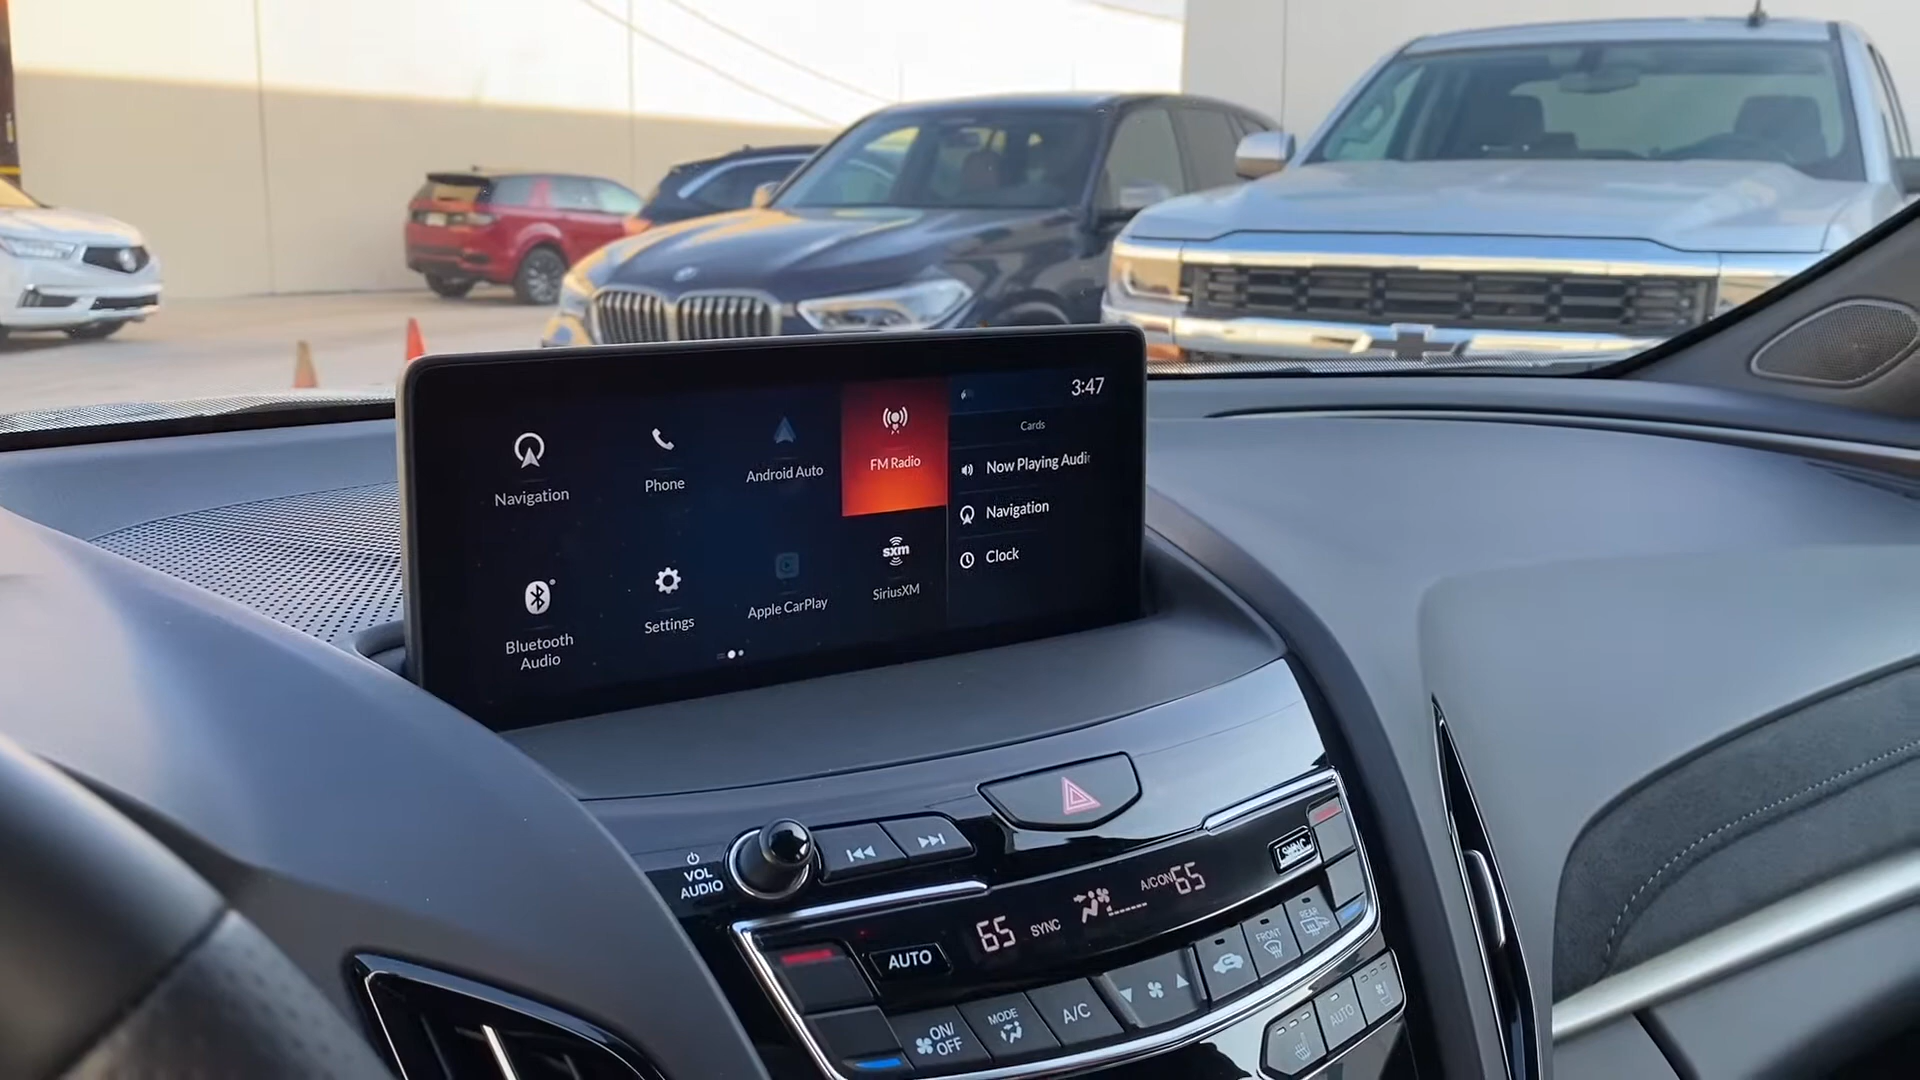 3:47
Navigation
Phone
Android Auto
FM Radio
Cards
Now Playing Audi
Navigation
Clock
Bluetooth
Audio
Settings
Apple CarPlay
sxm
SiriusXM
VOL
AUDIO
65
SYNC
A/CON
65
SYNC
AUTO
ON/
OFF
MODE
A/C
FRONT
REAR
AUTO